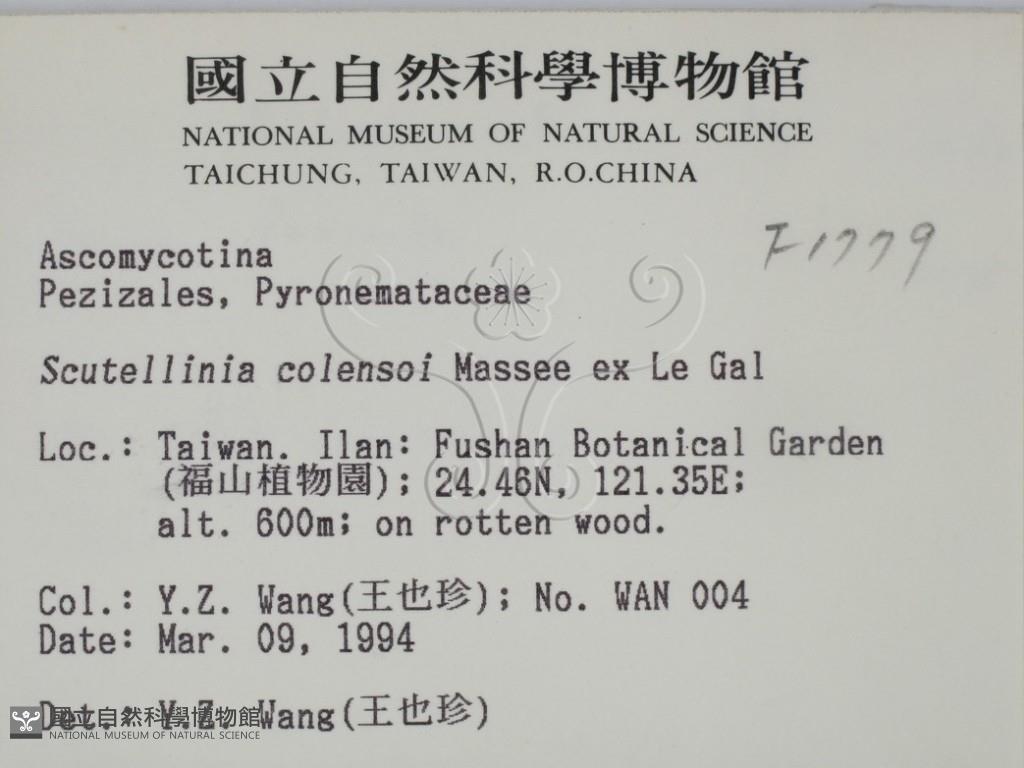 國立自然科學博物館
NATIONAL MUSEUM OF NATURAL SCIENCE
TAICHUNG, TAIWAN, R.O.CHINA
F1779
Ascomycotina
Pezizales, Pyronemataceae
Scutellinia colensoi Massee ex Le Gal
Loc.: Taiwan. Ilan: Fushan Botanical Garden
(福山植物園); 24.46N, 121.35E;
alt. 600m; on rotten wood.
Col.: Y.Z. Wang(王也珍); No. WAN 004
Date: Mar. 09, 1994
Det.: Y.Z. Wang(王也珍)
國立自然科學博物館
NATIONAL MUSEUM OF NATURAL SCIENCE